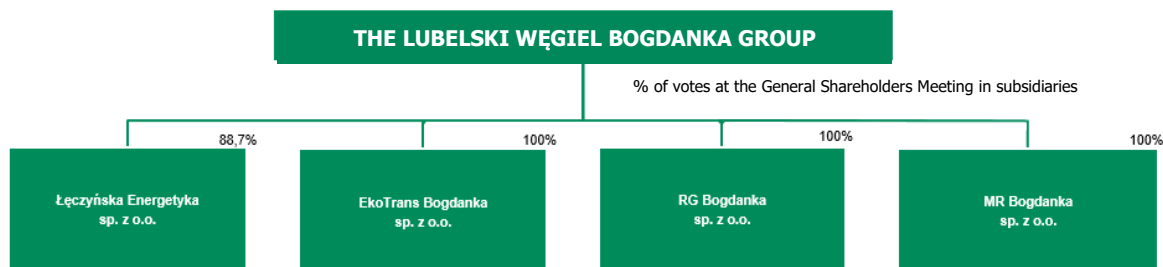 THE LUBELSKI WĘGIEL BOGDANKA GROUP
% of votes at the General Shareholders Meeting in subsidiaries
88,7%
100%
100%
100%
Łęczyńska Energetyka
sp. z o.o.
EkoTrans Bogdanka
sp. z o.o.
RG Bogdanka
sp. z o.o.
MR Bogdanka
sp. z o.o.